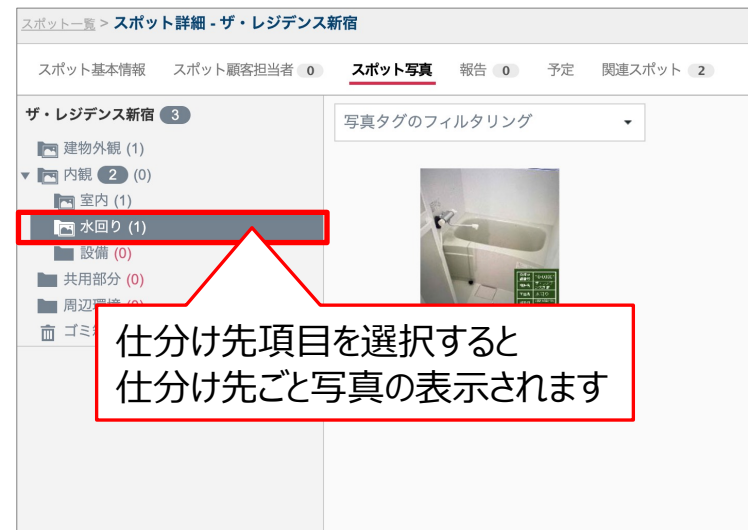 スポット一覧 > スポット詳細 - ザ・レジデンス新宿
スポット基本情報 スポット顧客担当者 0 スポット写真 報告 0 予定 関連スポット 2
ザ・レジデンス新宿 3
写真タグのフィルタリング
建物外観 (1)
内観 2 (0)
室内 (1)
水回り (1)
設備 (0)
共用部分 (0)
周辺環境
ゴミ
仕分け先項目を選択すると
仕分け先ごと写真の表示されます